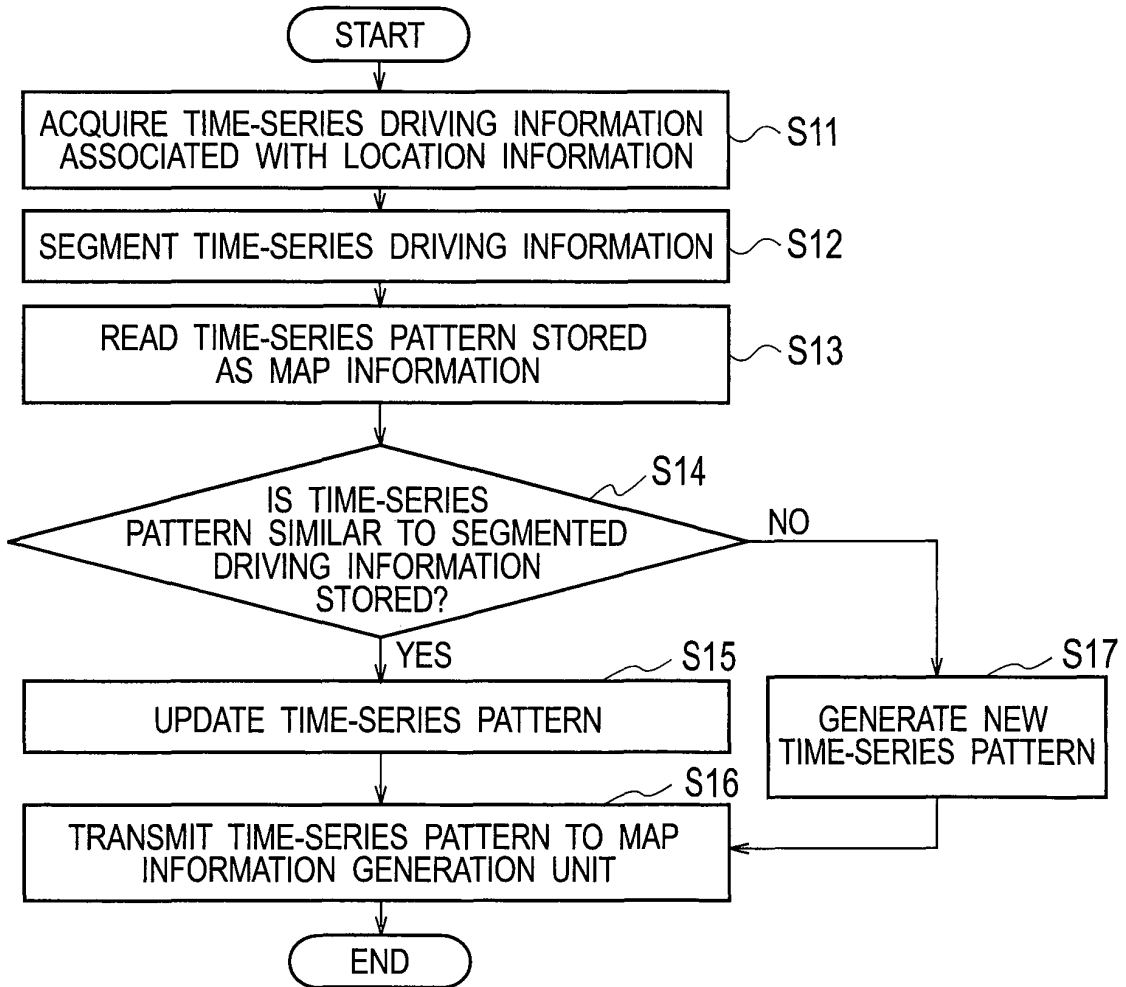 START
ACQUIRE TIME-SERIES DRIVING INFORMATION
ASSOCIATED WITH LOCATION INFORMATION
S11
SEGMENT TIME-SERIES DRIVING INFORMATION
S12
READ TIME-SERIES PATTERN STORED
AS MAP INFORMATION
S13
S14
IS TIME-SERIES
PATTERN SIMILAR TO SEGMENTED
DRIVING INFORMATION
STORED?
NO
YES
S15
UPDATE TIME-SERIES PATTERN
S17
GENERATE NEW
TIME-SERIES PATTERN
S16
TRANSMIT TIME-SERIES PATTERN TO MAP
INFORMATION GENERATION UNIT
END